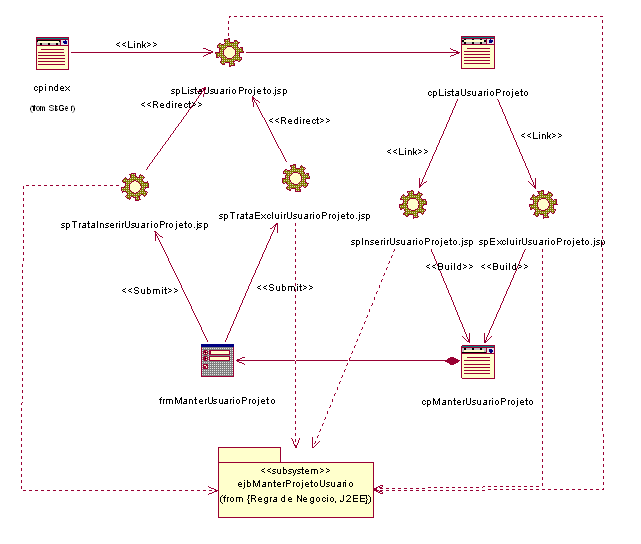 <<Link>>
cpindex
(from SisGer)
spListaUsuarioProjeto.jsp
cpListaUsuarioProjeto
<<Redirect>>
<<Redirect>>
<<Link>>
<<Link>>
spTrataInserirUsuarioProjeto.jsp
spTrataExcluirUsuarioProjeto.jsp
spInserirUsuarioProjeto.jsp
spExcluirUsuarioProjeto.jsp
<<Submit>>
<<Submit>>
<<Build>>
<<Build>>
frmManterUsuarioProjeto
cpManterUsuarioProjeto
<<subsystem>>
ejbManterProjetoUsuario
(from {Regra de Negocio, J2EE})